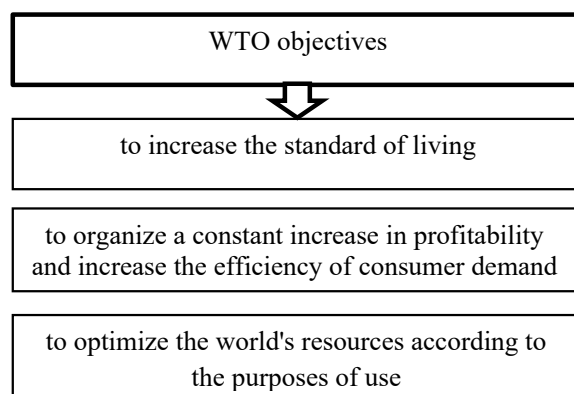 WTO objectives
to increase the standard of living
to organize a constant increase in profitability
and increase the efficiency of consumer demand
to optimize the world's resources according to
the purposes of use